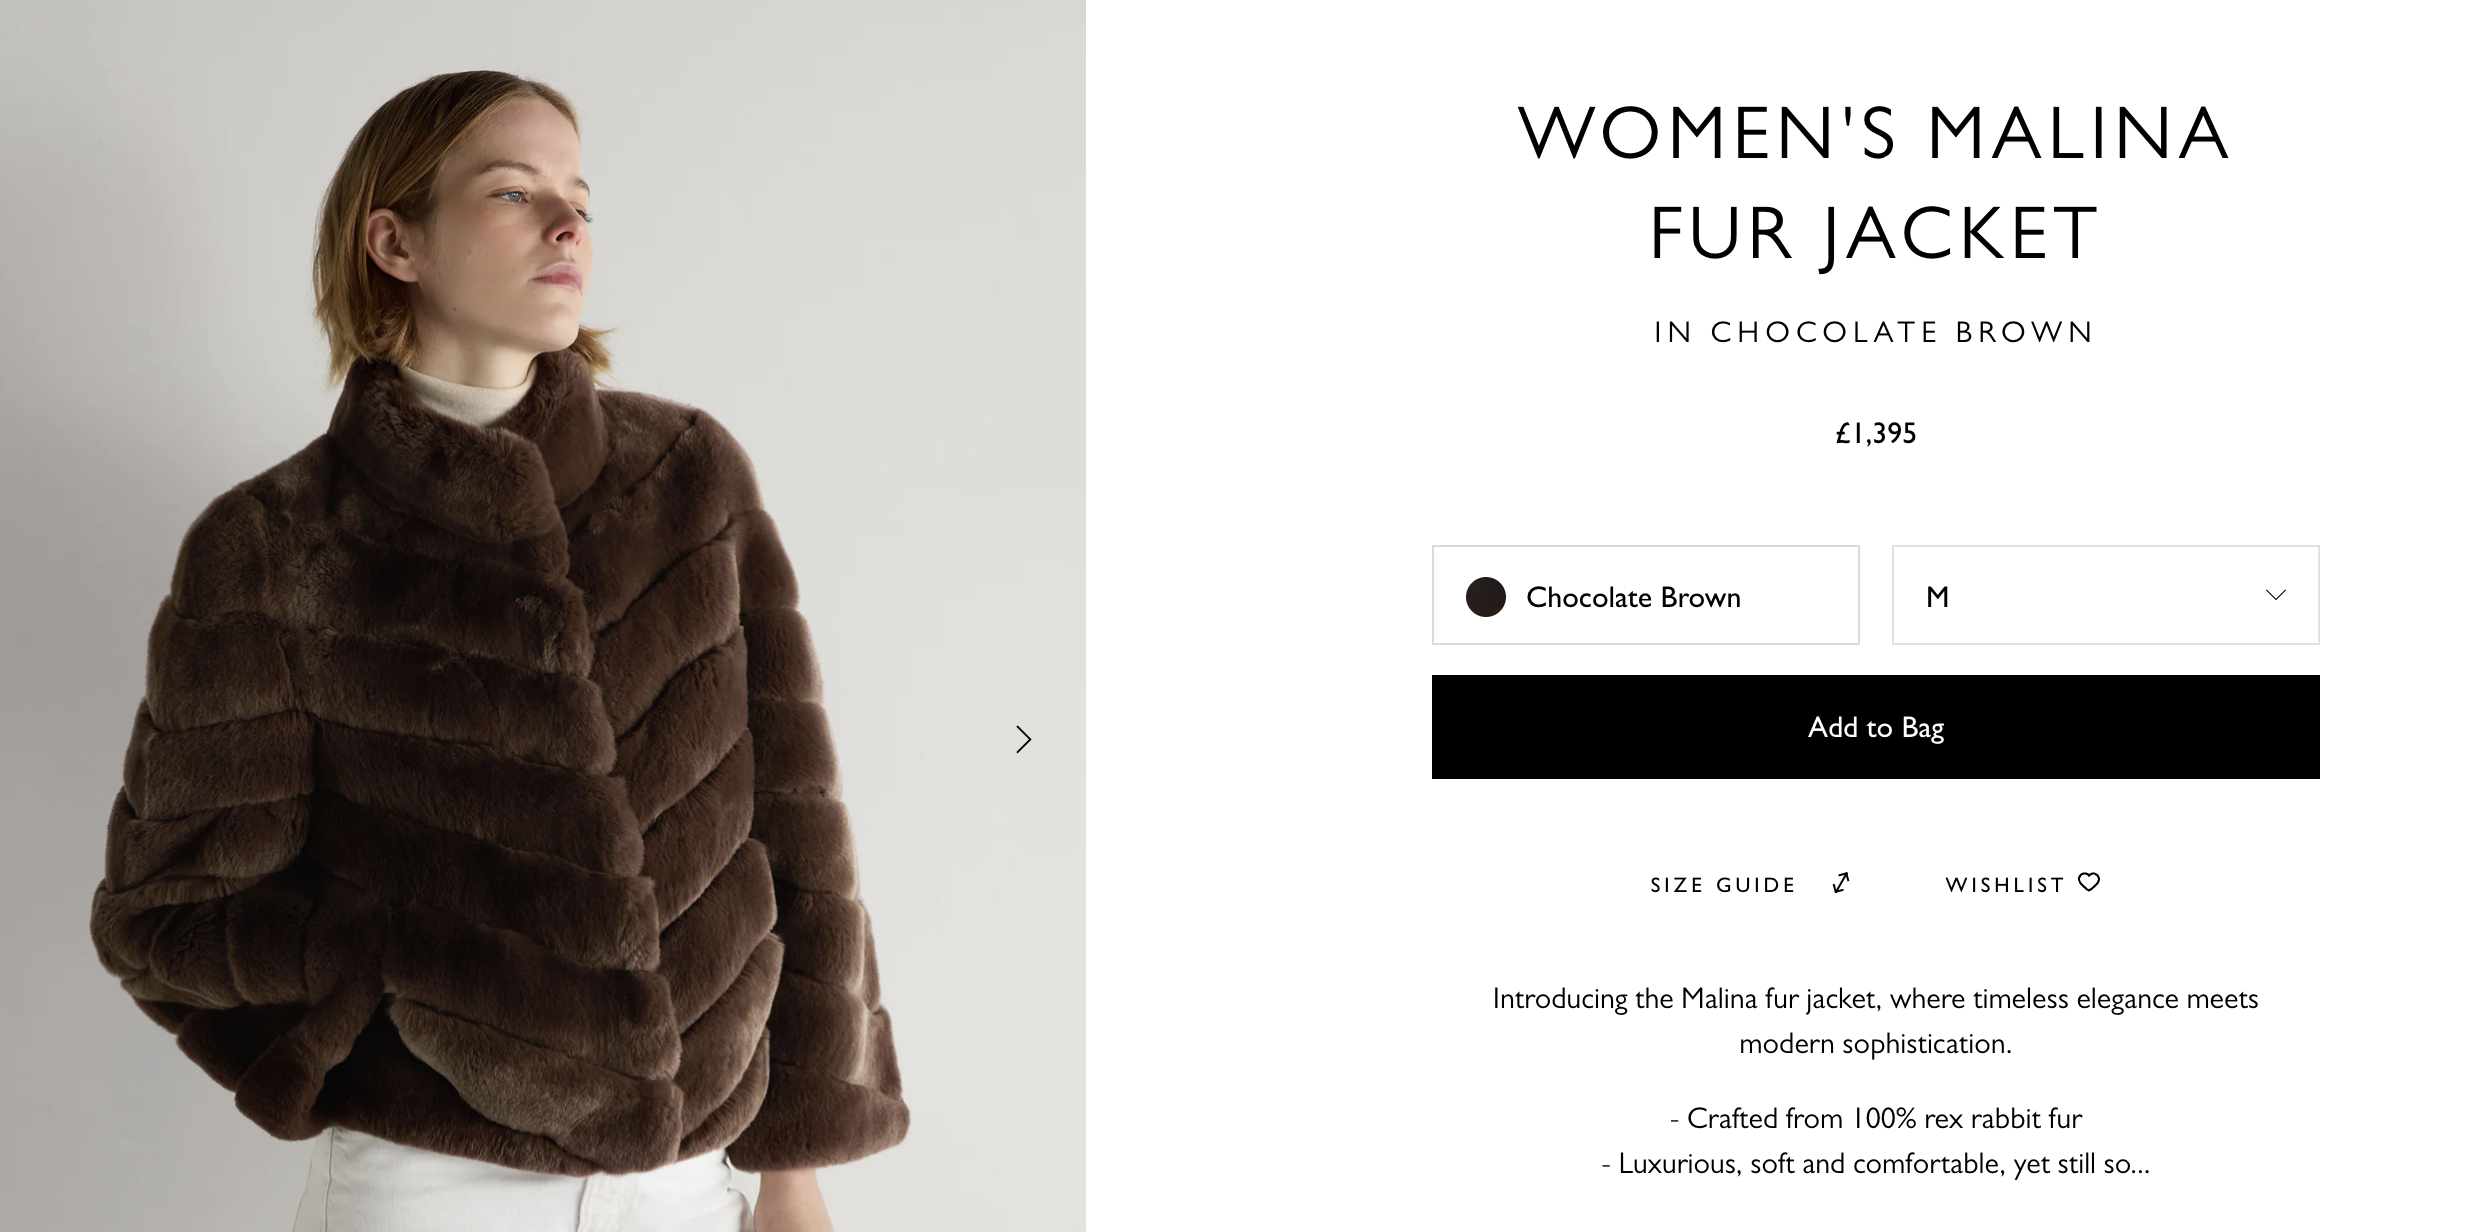 WOMEN'S MALINA
FUR JACKET
IN CHOCOLATE BROWN
£1,395
Chocolate Brown
M
Add to Bag
SIZE GUIDE
WISHLIST
Introducing the Malina fur jacket, where timeless elegance meets
modern sophistication.
- Crafted from 100% rex rabbit fur
- Luxurious, soft and comfortable, yet still so...